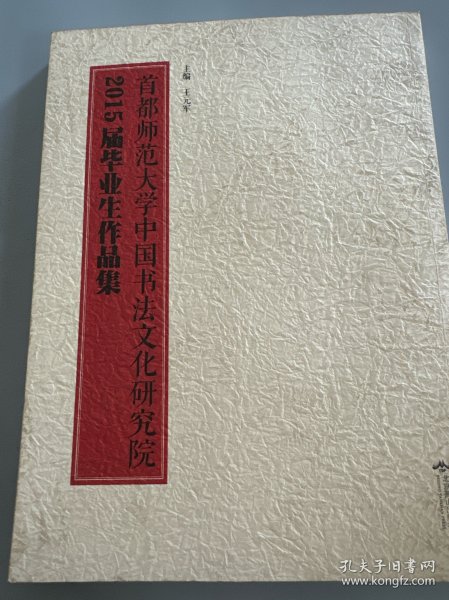 主编 王元军
首都师范大学中国书法文化研究院
2015届毕业生作品集
孔夫子旧书网
www.kongfz.com